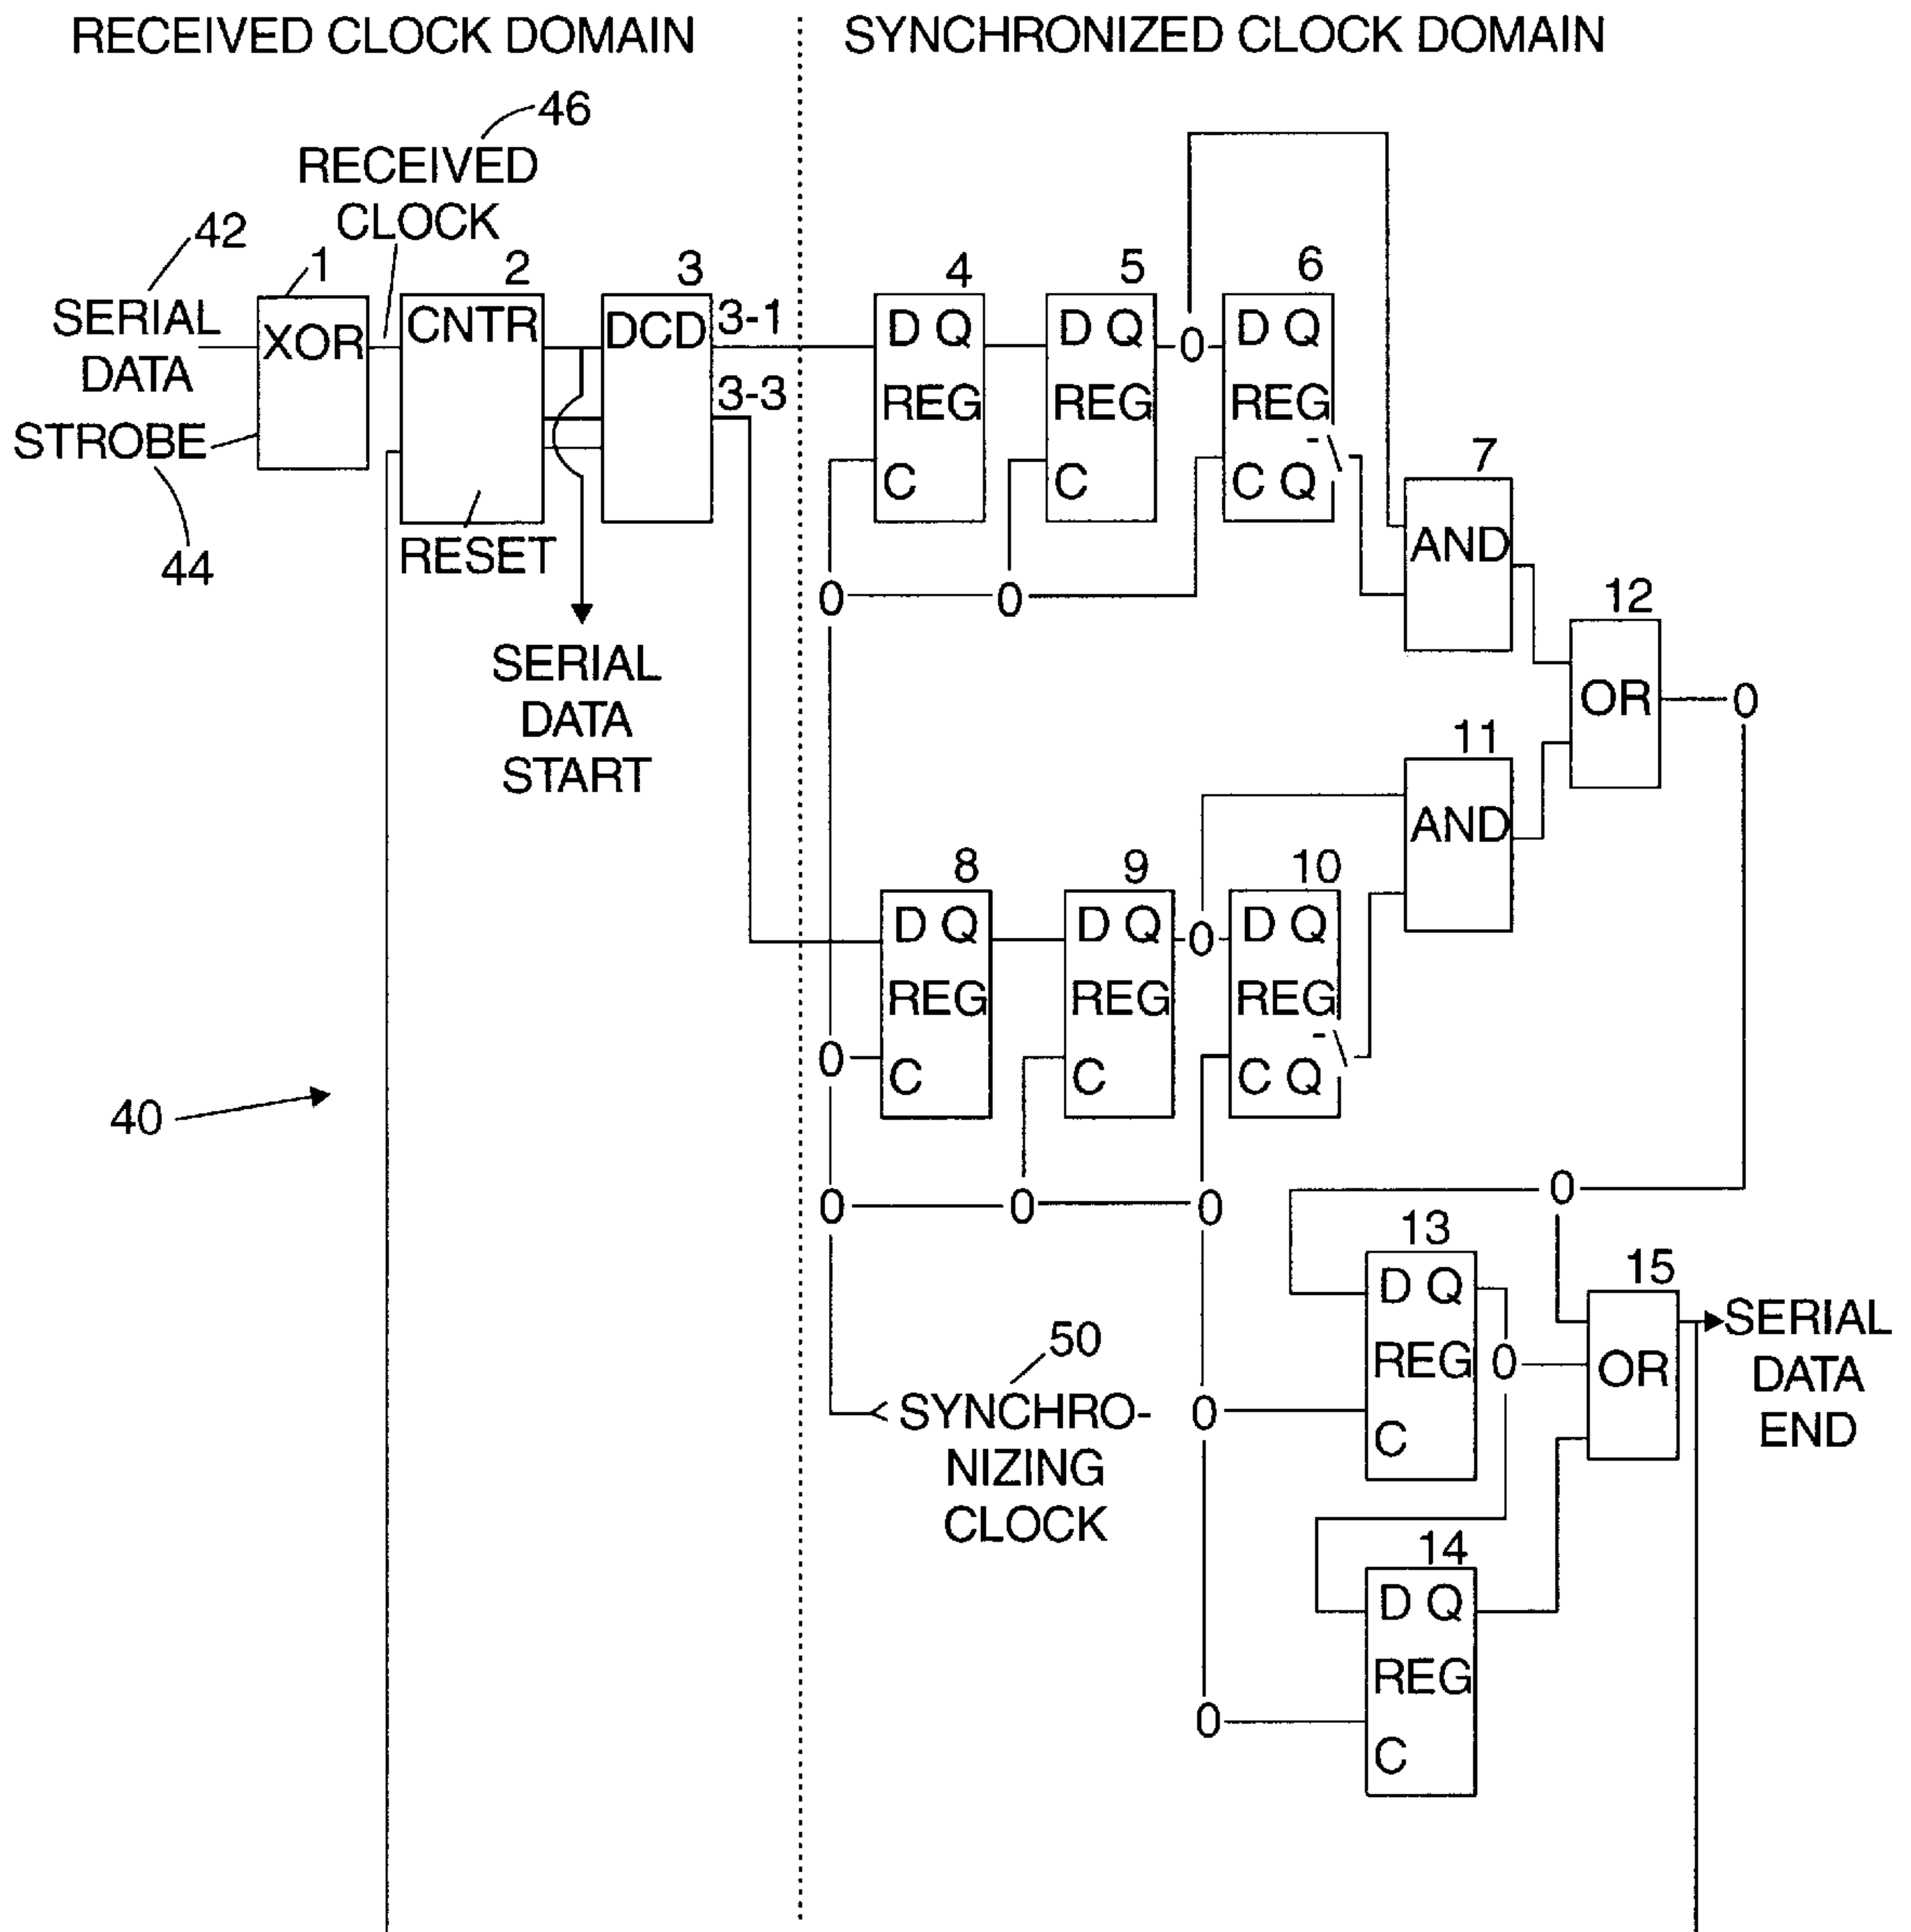 RECEIVED CLOCK DOMAIN
SYNCHRONIZED CLOCK DOMAIN
46
RECEIVED
CLOCK
42
SERIAL
DATA
STROBE
44
1
XOR
2
CNTR
RESET
3
DCD
3-1
3-3
SERIAL
DATA
START
4
D Q
REG
C
5
D Q
REG
C
0
6
D Q
REG
-
C Q
0
0
7
AND
12
OR
0
11
AND
8
D Q
REG
C
9
D Q
REG
C
0
10
D Q
REG
-
C Q
0
40
0
0
0
0
13
D Q
REG
C
0
0
15
OR
SERIAL
DATA
END
50
SYNCHRO-
NIZING
CLOCK
14
D Q
REG
C
0